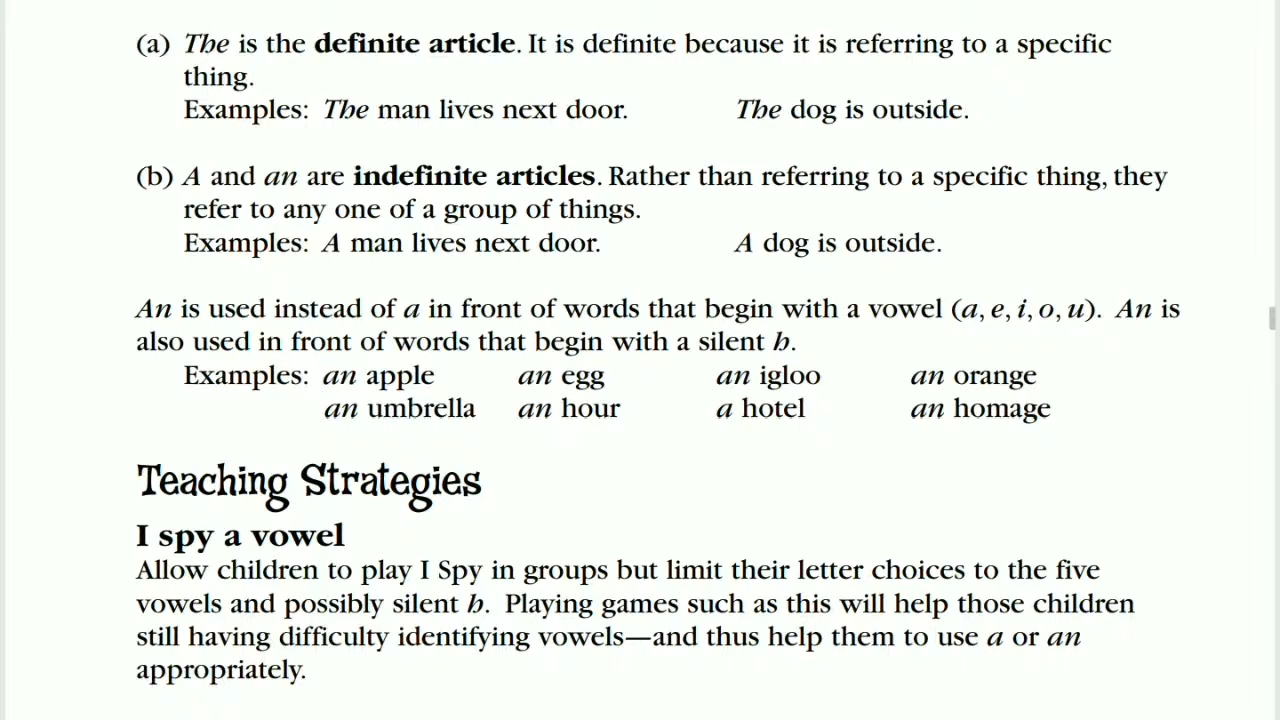 (a) The is the definite article. It is definite because it is referring to a specific
thing.
Examples: The man lives next door. The dog is outside.
(b) A and an are indefinite articles. Rather than referring to a specific thing, they
refer to any one of a group of things.
Examples: A man lives next door. A dog is outside.
An is used instead of a in front of words that begin with a vowel (a, e, i, o, u). An is
also used in front of words that begin with a silent h.
Examples: an apple an egg an igloo an orange
an umbrella an hour a hotel an homage
Teaching Strategies
I spy a vowel
Allow children to play I Spy in groups but limit their letter choices to the five
vowels and possibly silent h. Playing games such as this will help those children
still having difficulty identifying vowels—and thus help them to use a or an
appropriately.